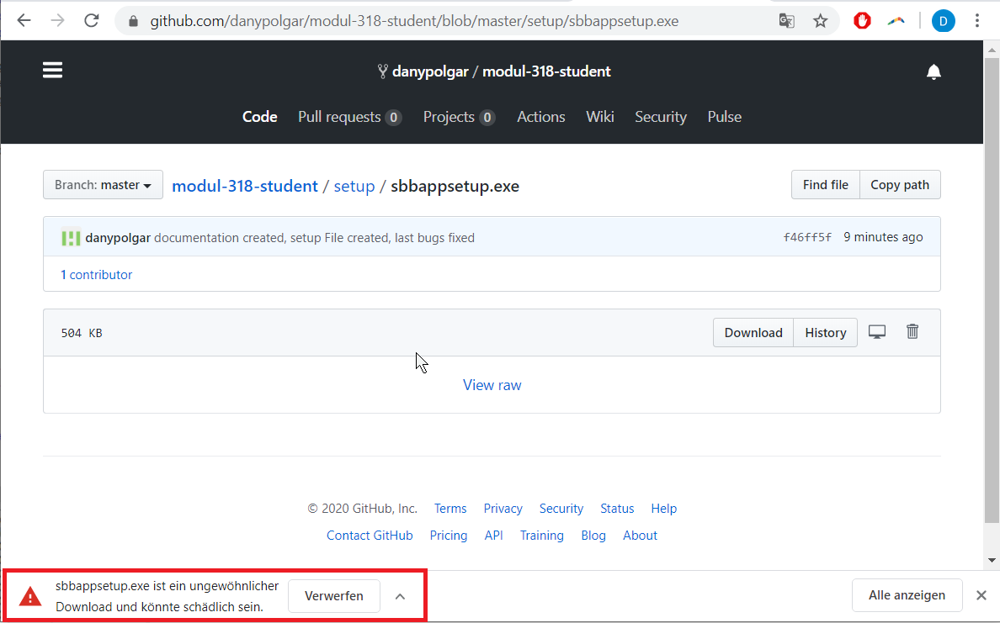 github.com/danypolgar/modul-318-student/blob/master/setup/sbbappsetup.exe
D
danypolgar / modul-318-student
Code Pull requests 0 Projects 0 Actions Wiki Security Pulse
Branch: master modul-318-student / setup / sbbappsetup.exe Find file Copy path
danypolgar documentation created, setup File created, last bugs fixed f46ff5f 9 minutes ago
1 contributor
504 KB Download History
View raw
© 2020 GitHub, Inc. Terms Privacy Security Status Help
Contact GitHub Pricing API Training Blog About
sbbappsetup.exe ist ein ungewöhnlicher
Download und könnte schädlich sein.
Verwerfen
Alle anzeigen